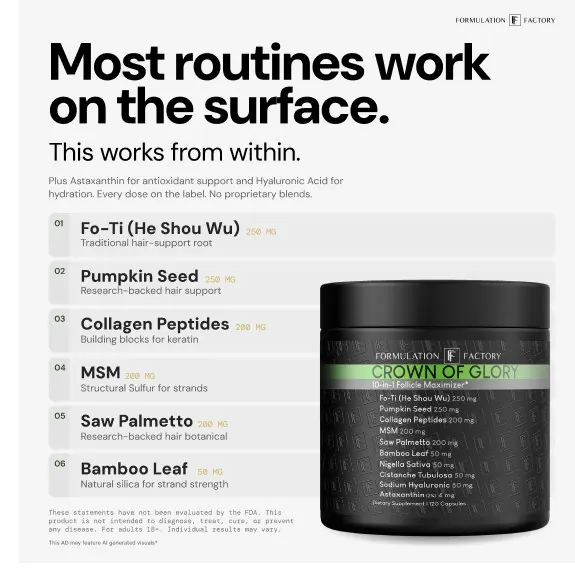 FORMULATION FF FACTORY
Most routines work
on the surface.
This works from within.
Plus Astaxanthin for antioxidant support and Hyaluronic Acid for
hydration. Every dose on the label. No proprietary blends.
01
Fo-Ti (He Shou Wu) 250 MG
Traditional hair-support root
02
Pumpkin Seed 250 MG
Research-backed hair support
03
Collagen Peptides 200 MG
Building blocks for keratin
04
MSM 200 MG
Structural Sulfur for strands
05
Saw Palmetto 200 MG
Research-backed hair botanical
06
Bamboo Leaf 50 MG
Natural silica for strand strength
FORMULATION FF FACTORY
CROWN OF GLORY
10-in-1 Follicle Maximizer*
Fo-Ti (He Shou Wu) 250 mg
Pumpkin Seed 250 mg
Collagen Peptides 200 mg
MSM 200 mg
Saw Palmetto 200 mg
Bamboo Leaf 50 mg
Nigella Sativa 50 mg
Cistanche Tubulosa 50 mg
Sodium Hyaluronic 50 mg
Astaxanthin 4 mg
Dietary Supplement | 120 Capsules
These statements have not been evaluated by the FDA. This
product is not intended to diagnose, treat, cure, or prevent
any disease. For adults 18+. Individual results may vary.
This AD may feature AI generated visuals*